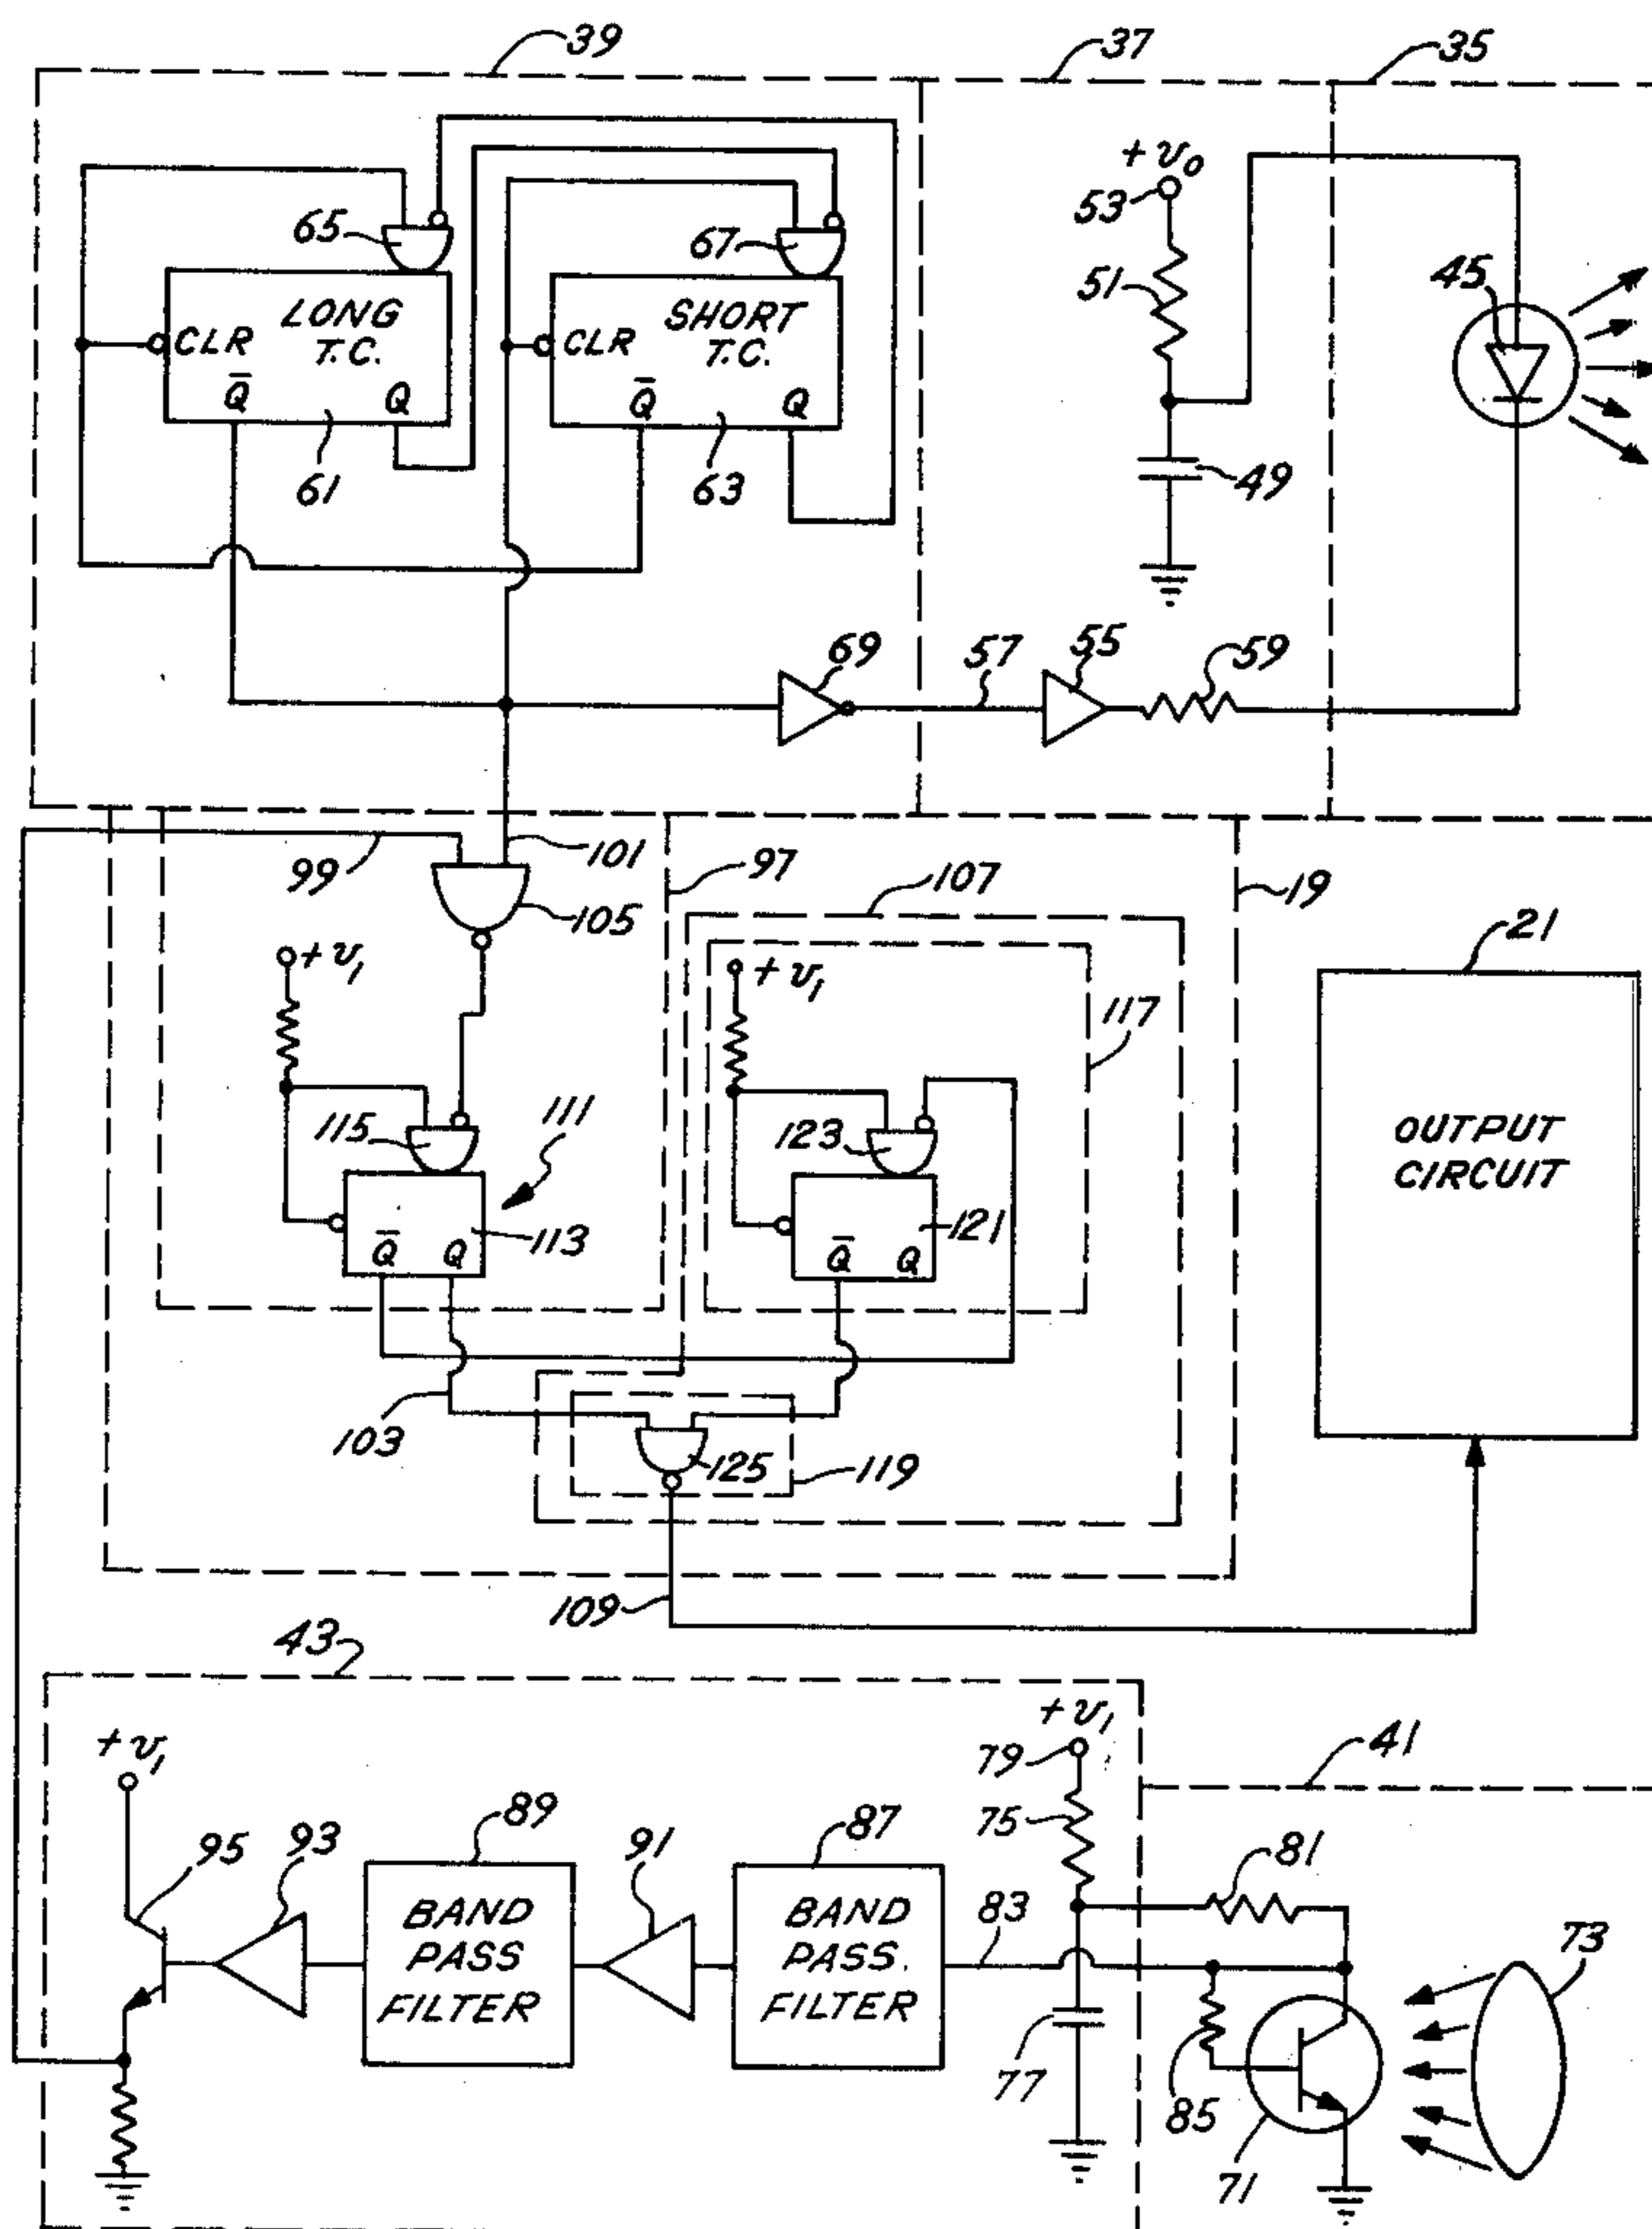 39
37
35
+v₀
53
65
67
51
45
LONG
T.C.
CLR
Q̅
Q
SHORT
T.C.
CLR
Q̅
Q
61
63
49
69
57
55
59
99
101
97
107
19
105
21
+v₁
+v₁
117
OUTPUT
CIRCUIT
115
111
123
113
Q̅
Q
121
Q̅
Q
103
125
119
109
43
+v₁
+v₁
79
41
95
93
89
91
87
75
81
83
73
BAND
PASS
FILTER
BAND
PASS
FILTER
77
85
71